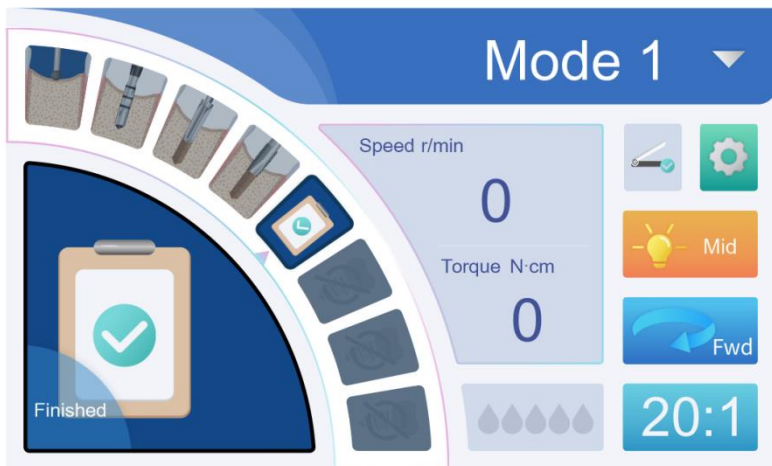 Mode 1
Speed r/min
0
Torque N·cm
0
Mid
Fwd
20:1
Finished